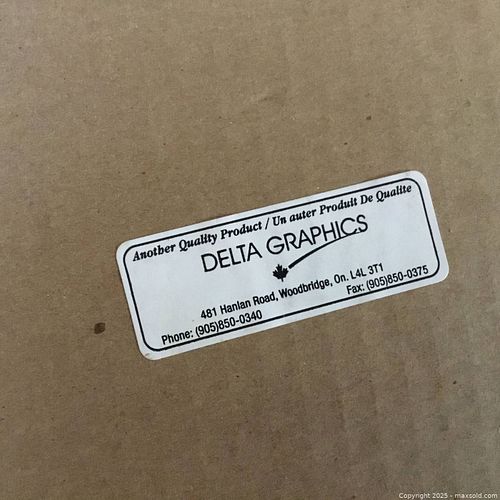 Another Quality Product / Un auter Produit De Qualite
DELTA GRAPHICS
481 Hanlan Road, Woodbridge, On. L4L 3T1
Phone: (905)850-0340 Fax: (905)850-0375
Copyright © 2025 - maxsold.com